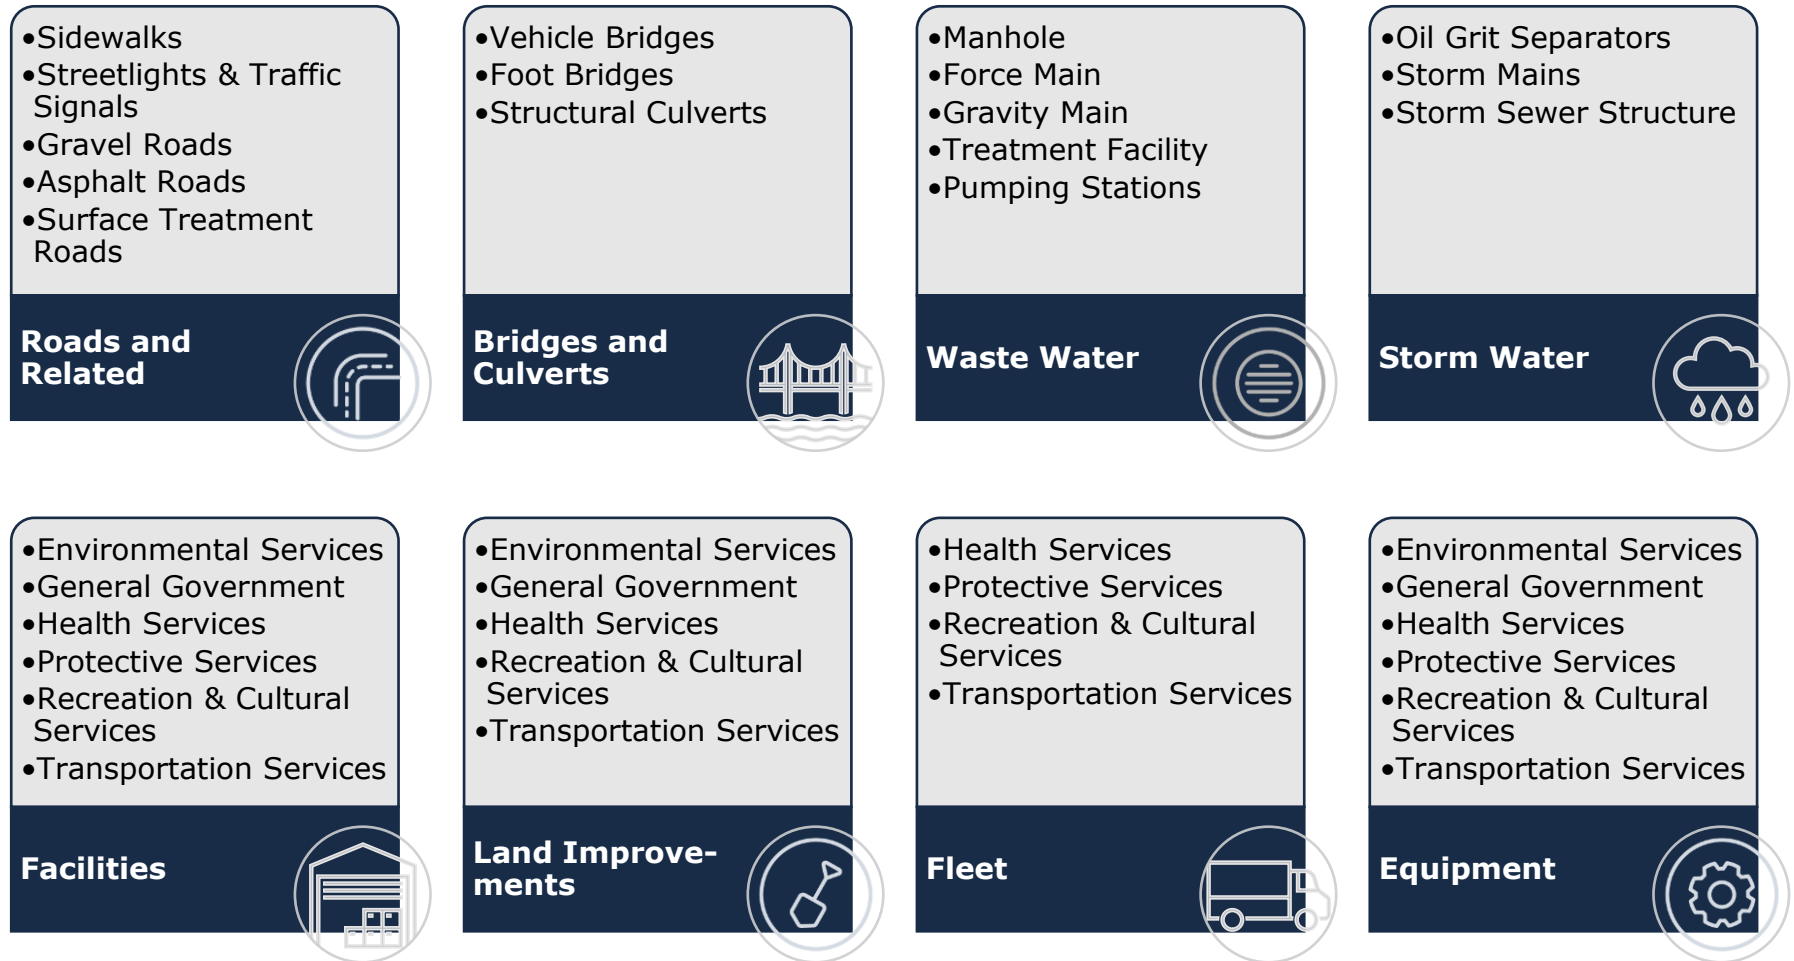 •Sidewalks
•Streetlights & Traffic
Signals
•Gravel Roads
•Asphalt Roads
•Surface Treatment
Roads
Roads and
Related
•Vehicle Bridges
•Foot Bridges
•Structural Culverts
Bridges and
Culverts
•Manhole
•Force Main
•Gravity Main
•Treatment Facility
•Pumping Stations
Waste Water
•Oil Grit Separators
•Storm Mains
•Storm Sewer Structure
Storm Water
•Environmental Services
•General Government
•Health Services
•Protective Services
•Recreation & Cultural
Services
•Transportation Services
Facilities
•Environmental Services
•General Government
•Health Services
•Recreation & Cultural
Services
•Transportation Services
Land Improve-
ments
•Health Services
•Protective Services
•Recreation & Cultural
Services
•Transportation Services
Fleet
•Environmental Services
•General Government
•Health Services
•Protective Services
•Recreation & Cultural
Services
•Transportation Services
Equipment